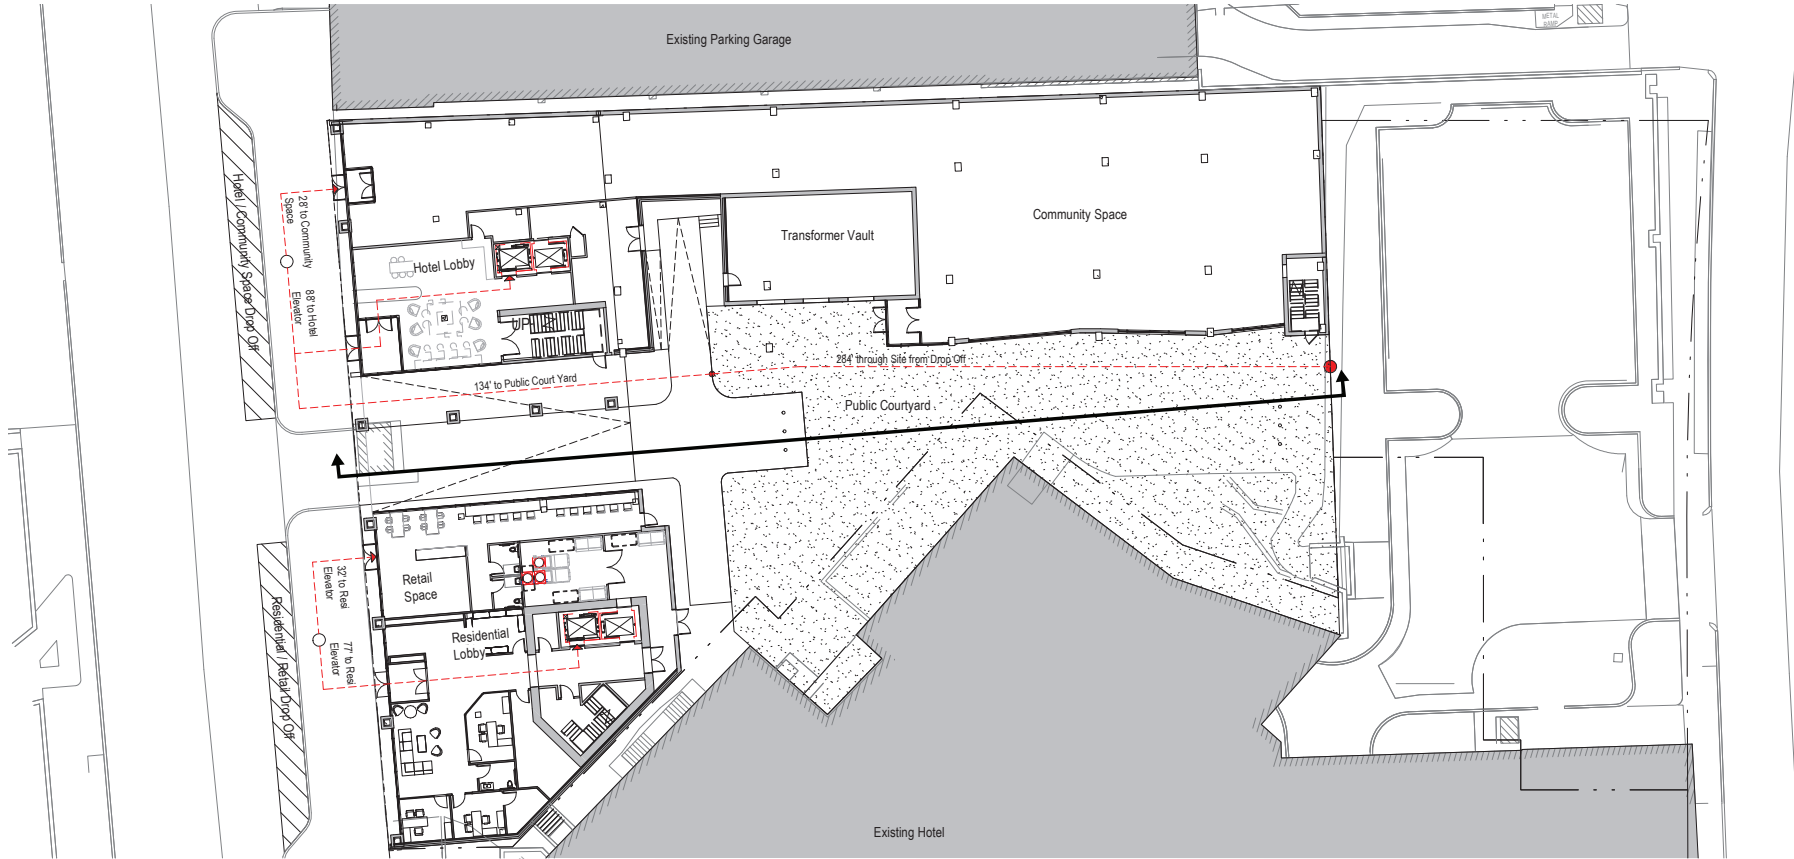 Existing Parking Garage
METAL
RAMP
Hotel / Community Space Drop Off
28' to Community
Space
88' to Hotel
Elevator
Hotel Lobby
UP
Transformer Vault
Community Space
134' to Public Court Yard
284' through Site from Drop Off
Public Courtyard
Residential / Retail Drop Off
32' to Resi
Elevator
77' to Resi
Elevator
Retail
Space
Residential
Lobby
Existing Hotel